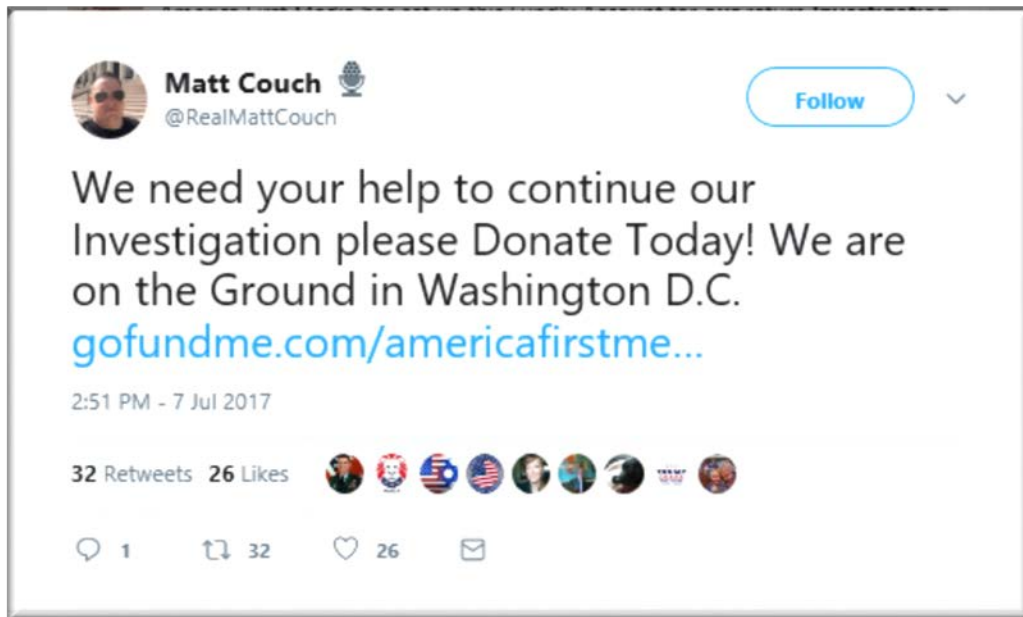 Matt Couch
@RealMattCouch
Follow
We need your help to continue our
Investigation please Donate Today! We are
on the Ground in Washington D.C.
gofundme.com/americafirstme...
2:51 PM - 7 Jul 2017
32 Retweets 26 Likes
1 32 26